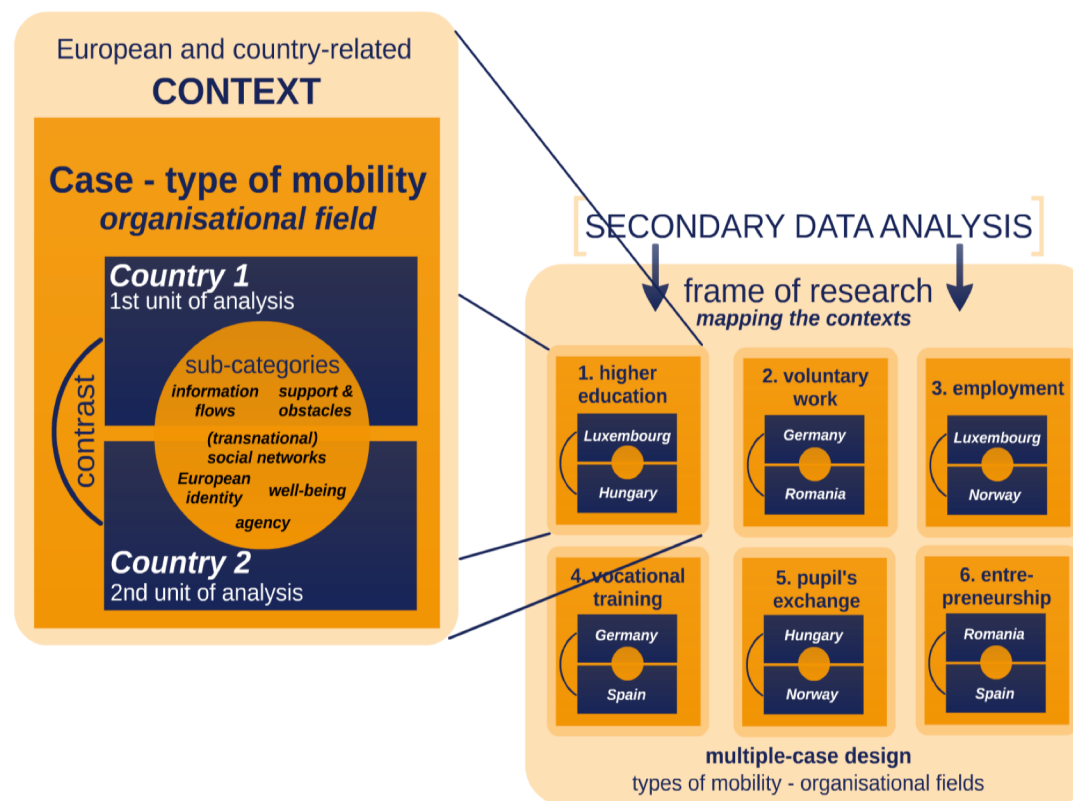 European and country-related
CONTEXT
Case - type of mobility
organisational field
Country 1
1st unit of analysis
contrast
sub-categories
information
flows
support &
obstacles
(transnational)
social networks
European
identity
well-being
agency
Country 2
2nd unit of analysis
SECONDARY DATA ANALYSIS
frame of research
mapping the contexts
1. higher
education
Luxembourg
Hungary
2. voluntary
work
Germany
Romania
3. employment
Luxembourg
Norway
4. vocational
training
Germany
Spain
5. pupil's
exchange
Hungary
Norway
6. entre-
preneurship
Romania
Spain
multiple-case design
types of mobility - organisational fields